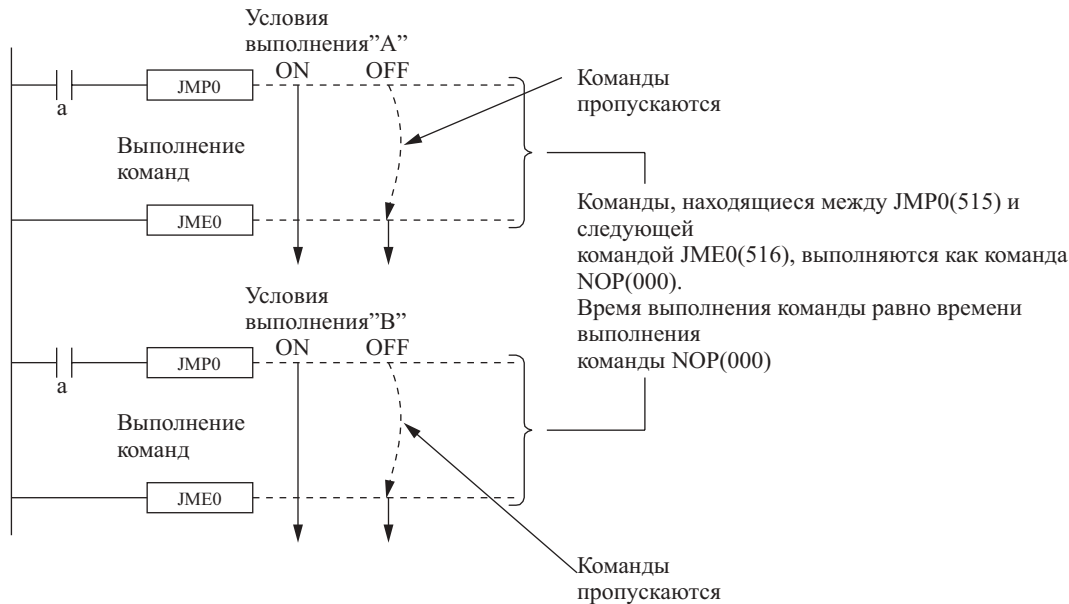 Условия
выполнения”A”
ON OFF
JMP0
a
Команды
пропускаются
Выполнение
команд
JME0
Команды, находящиеся между JMP0(515) и
следующей
командой JME0(516), выполняются как команда
NOP(000).
Время выполнения команды равно времени
выполнения
команды NOP(000)
Условия
выполнения”B”
ON OFF
JMP0
a
Выполнение
команд
JME0
Команды
пропускаются